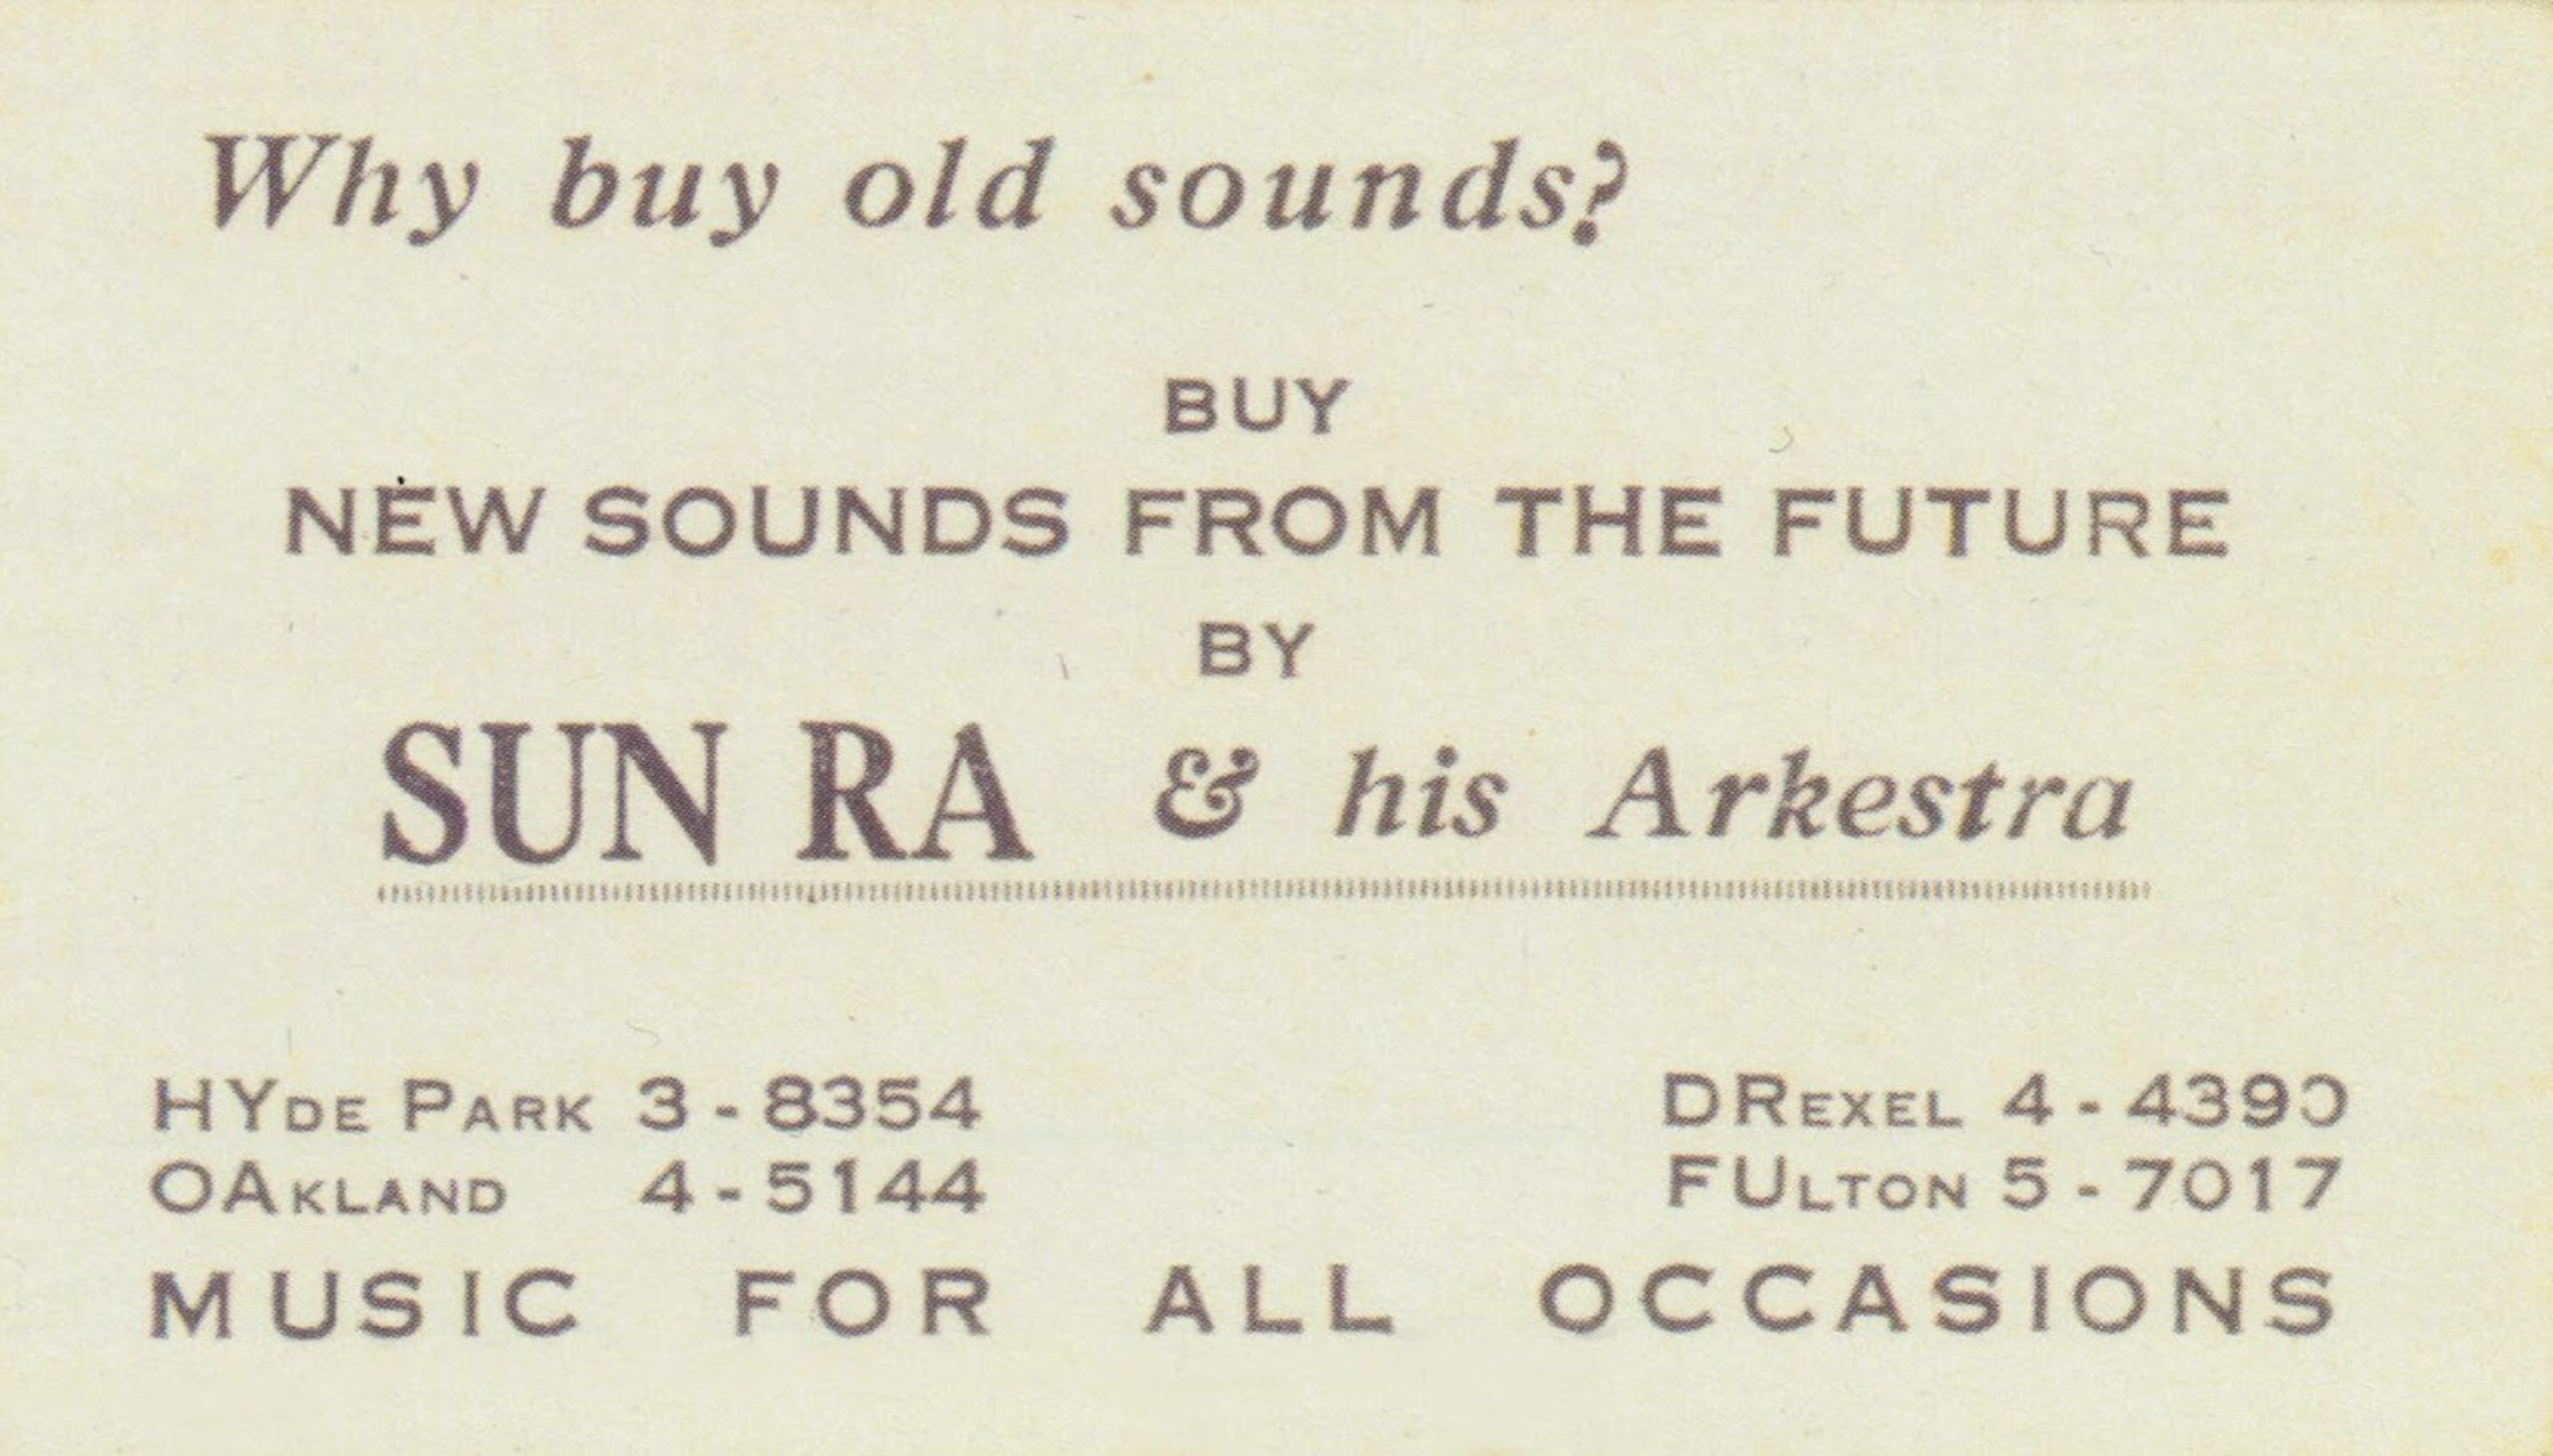 Why buy old sounds?
BUY
NEW SOUNDS FROM THE FUTURE
BY
SUN RA & his Arkestra
HYDE PARK 3 - 8354
OAKLAND 4 - 5144
DREXEL 4 - 4390
FULTON 5 - 7017
MUSIC FOR ALL OCCASIONS